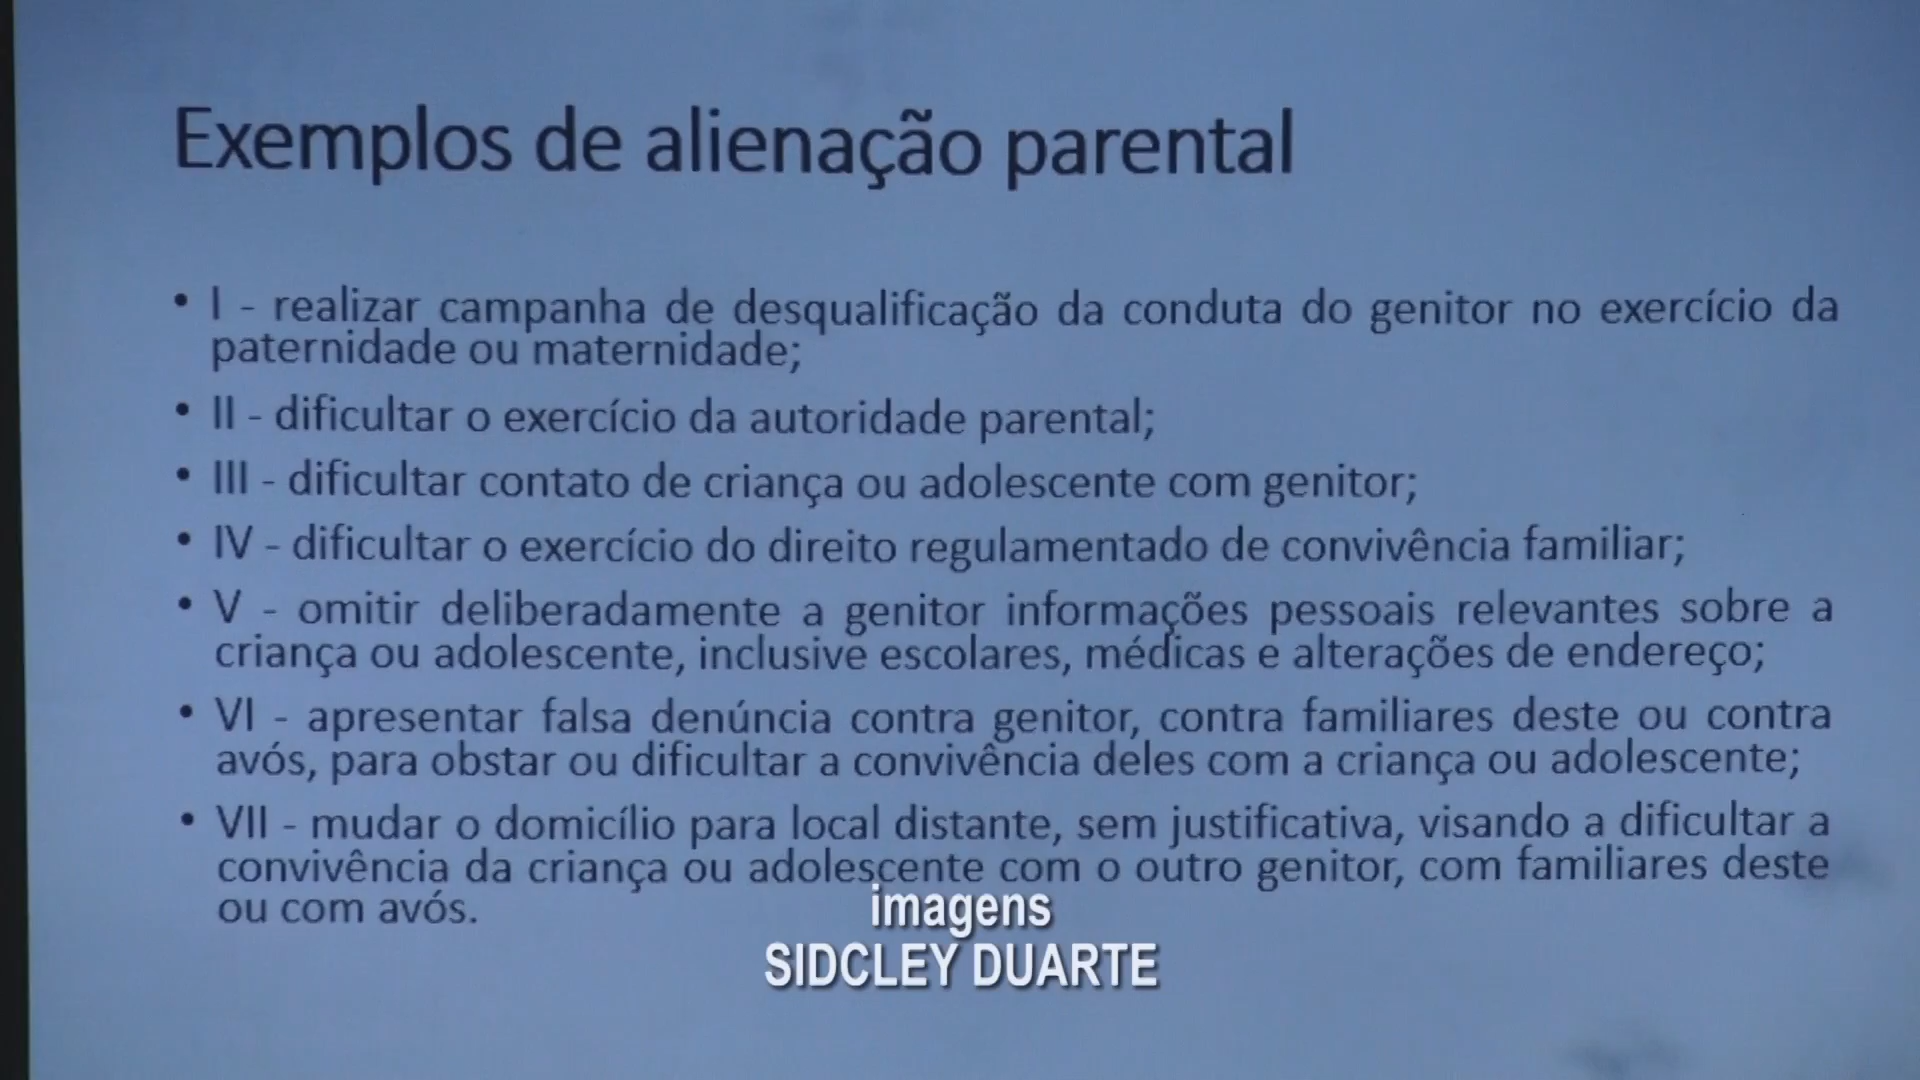 Exemplos de alienação parental
• I - realizar campanha de desqualificação da conduta do genitor no exercício da
paternidade ou maternidade;
• II - dificultar o exercício da autoridade parental;
• III - dificultar contato de criança ou adolescente com genitor;
• IV - dificultar o exercício do direito regulamentado de convivência familiar;
• V - omitir deliberadamente a genitor informações pessoais relevantes sobre a
criança ou adolescente, inclusive escolares, médicas e alterações de endereço;
• VI - apresentar falsa denúncia contra genitor, contra familiares deste ou contra
avós, para obstar ou dificultar a convivência deles com a criança ou adolescente;
• VII - mudar o domicílio para local distante, sem justificativa, visando a dificultar a
convivência da criança ou adolescente com o outro genitor, com familiares deste
ou com avós.
imagens
SIDCLEY DUARTE